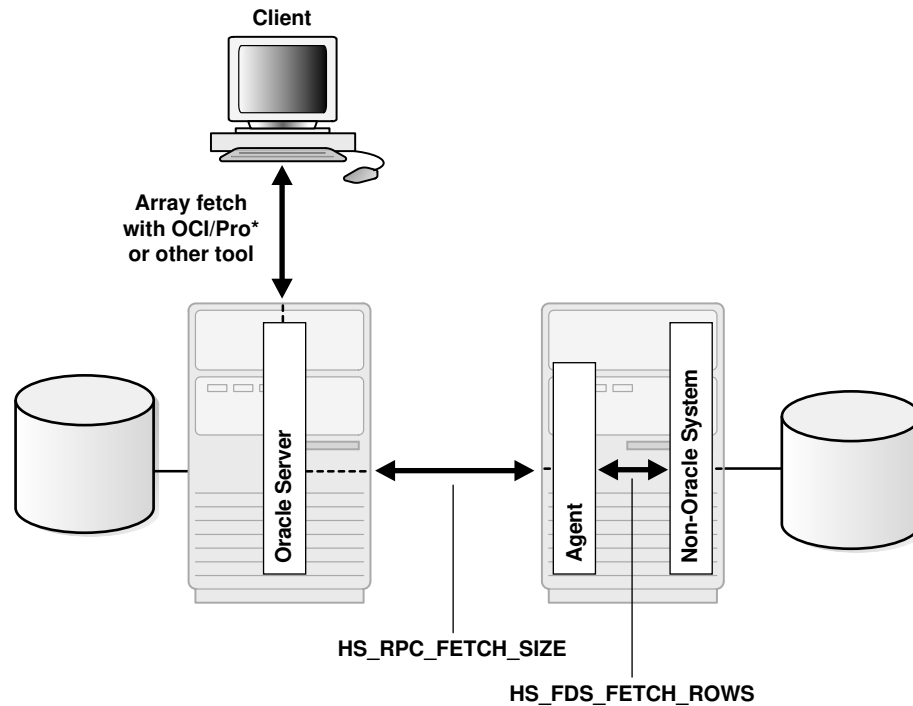 Client
Array fetch
with OCI/Pro*
or other tool
Oracle Server
Agent
Non-Oracle System
HS_RPC_FETCH_SIZE
HS_FDS_FETCH_ROWS